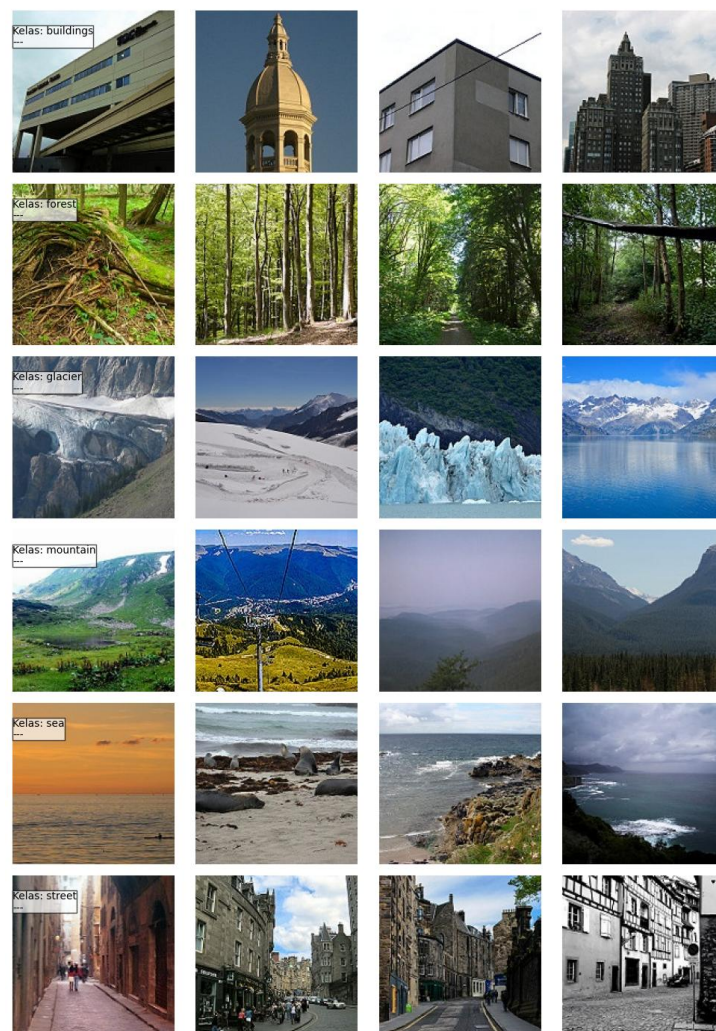 Kelas: buildings
---
Kelas: forest
---
Kelas: glacier
---
Kelas: mountain
---
Kelas: sea
---
Kelas: street
---